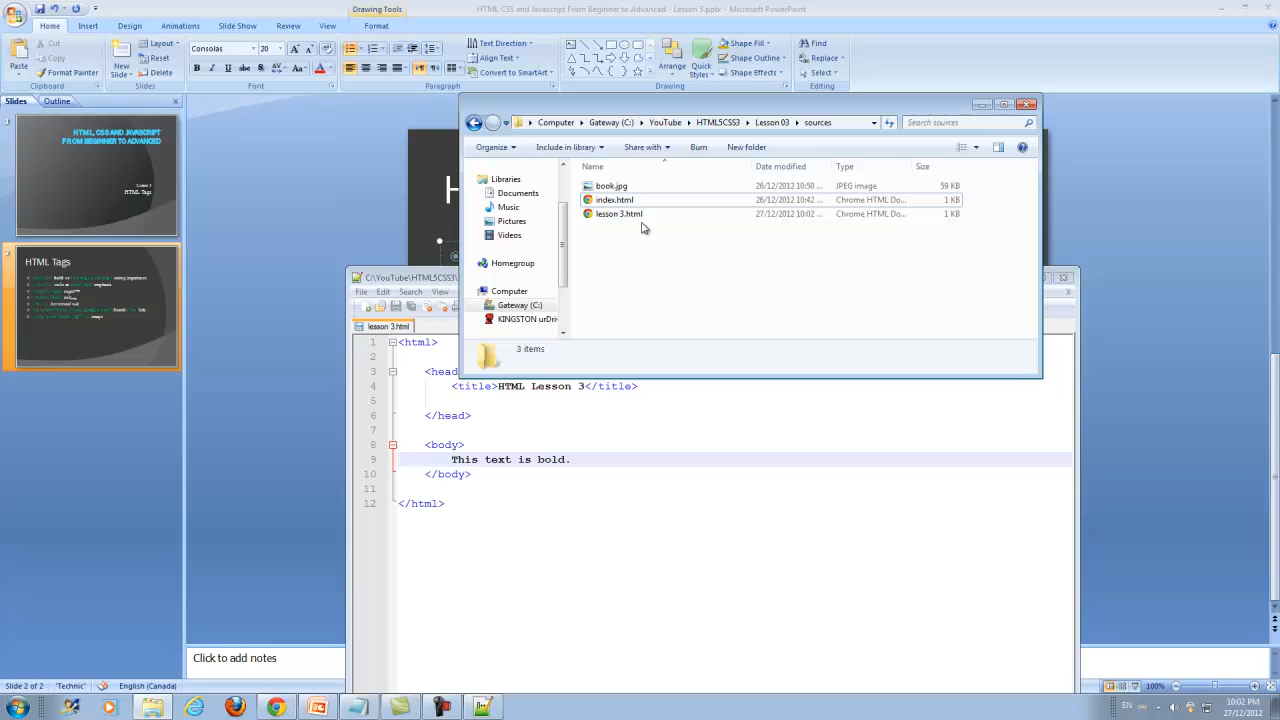 HTML CSS and Javascript From Beginner to Advanced - Lesson 3.pptx - Microsoft PowerPoint
Drawing Tools
Home Insert Design Animations Slide Show Review View Format
Paste
Cut
Copy
Format Painter
Clipboard
New Slide
Layout
Reset
Delete
Slides
Consolas 20
Font
Paragraph
Text Direction
Align Text
Convert to SmartArt
Arrange
Quick Styles
Shape Fill
Shape Outline
Shape Effects
Drawing
Find
Replace
Select
Editing
Slides Outline
1
HTML, CSS AND JAVASCRIPT
FROM BEGINNER TO ADVANCED
Lesson 3
HTML Tags
2
HTML Tags
H
Computer Gateway (C:) YouTube HTML5CSS3 Lesson 03 sources
Search sources
Organize Include in library Share with Burn New folder
Name Date modified Type Size
book.jpg 26/12/2012 10:50 ... JPEG image 59 KB
index.html 26/12/2012 10:42 ... Chrome HTML Do... 1 KB
lesson 3.html 27/12/2012 10:02 ... Chrome HTML Do... 1 KB
Libraries
Documents
Music
Pictures
Videos
Homegroup
Computer
Gateway (C:)
KINGSTON urDriv
3 items
C:\YouTube\HTML5CSS3\
File Edit Search View
X
lesson 3.html
1 <html>
2
3 <head
4 <title>HTML Lesson 3</title>
5
6 </head>
7
8 <body>
9 This text is bold.
10 </body>
11
12 </html>
Click to add notes
Slide 2 of 2 "Technic" English (Canada) 100%
EN
10:02 PM
27/12/2012